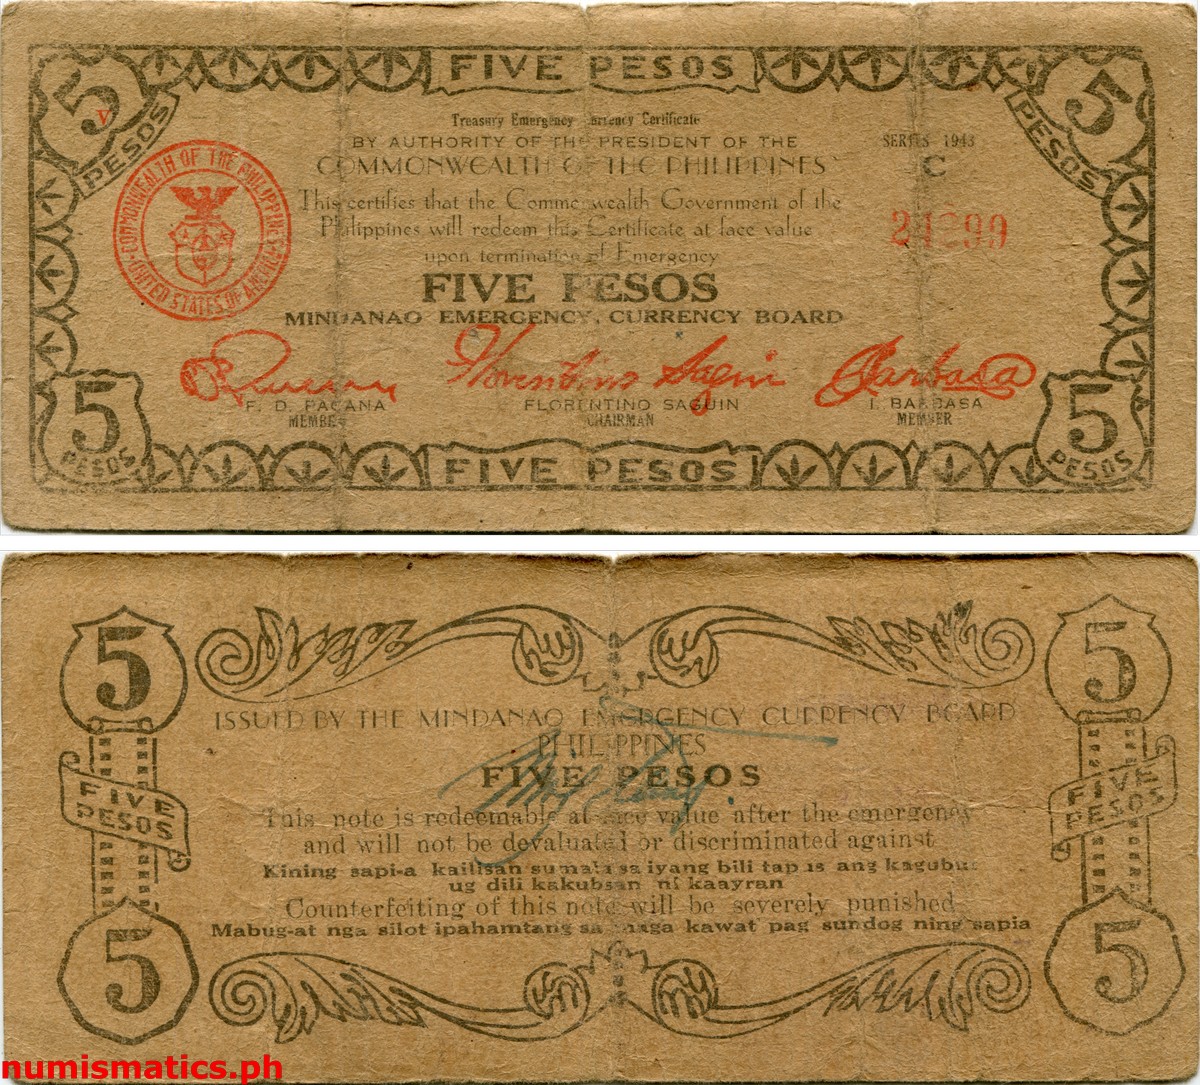 FIVE PESOS
5 PESOS
V
5 PESOS
Treasury Emergency Currency Certificate
BY AUTHORITY OF THE PRESIDENT OF THE
COMMONWEALTH OF THE PHILIPPINES
SERIES 1943
C
COMMONWEALTH OF THE PHILIPPINES
UNITED STATES OF AMERICA
This certifies that the Commonwealth Government of the
Philippines will redeem this Certificate at face value
upon termination of Emergency
FIVE PESOS
MINDANAO EMERGENCY CURRENCY BOARD
Florentino Saguin
Barbasa
F. D. PACANA
FLORENTINO SAGUIN
I. BARBASA
MEMBER
CHAIRMAN
MEMBER
5 PESOS
FIVE PESOS
5 PESOS
5
5
ISSUED BY THE MINDANAO EMERGENCY CURRENCY BOARD
PHILIPPINES
FIVE PESOS
FIVE PESOS
FIVE PESOS
This note is redeemable at face value after the emergency
and will not be devaluated or discriminated against
Kining sapi-a kailisan sumala sa iyang bili tapus ang kagubut
ug dili kakubsan ni kaayran
Counterfeiting of this note will be severely punished
Mabug-at nga silot ipahamtang sa maga kawat pag sundog ning sapia
5
5
numismatics.ph